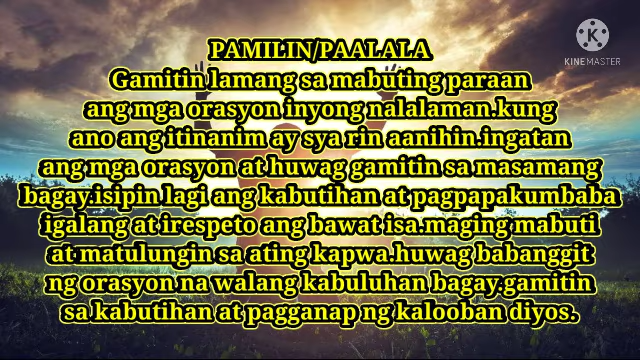 PAMILIN/PAALALA
Gamitin lamang sa mabuting paraan
ang mga orasyon inyong nalalaman.kung
ano ang itinanim ay sya rin aanihin.ingatan
ang mga orasyon at huwag gamitin sa masamang
bagay.isipin lagi ang kabutihan at pagpapakumbaba
igalang at irespeto ang bawat isa.maging mabuti
at matulungin sa ating kapwa.huwag babanggit
ng orasyon na walang kabuluhan bagay.gamitin
sa kabutihan at pagganap ng kalooban diyos.
K
KINEMASTER